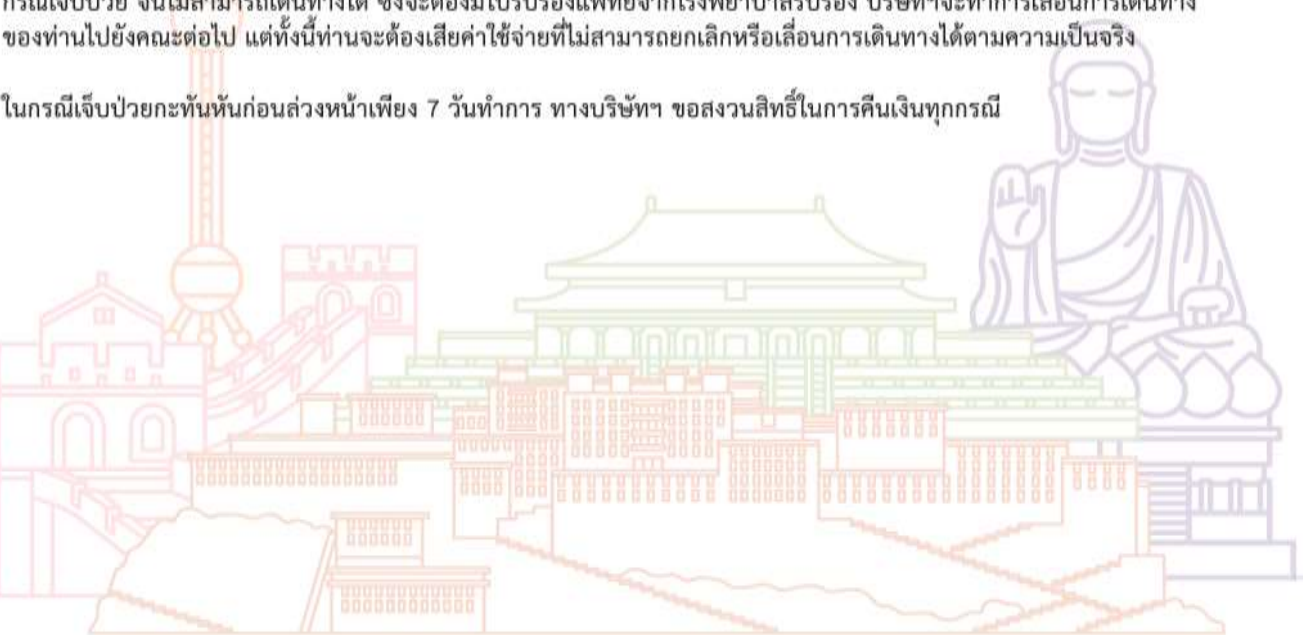 กรณีเจ็บป่วย จนไม่สามารถเดินทางได้ ซึ่งจะต้องมีใบรับรองแพทย์จากโรงพยาบาลรับรอง บริษัทฯจะทำการเลื่อนการเดินทาง
ของท่านไปยังคณะต่อไป แต่ทั้งนี้ท่านจะต้องเสียค่าใช้จ่ายที่ไม่สามารถยกเลิกหรือเลื่อนการเดินทางได้ตามความเป็นจริง
ในกรณีเจ็บป่วยกะทันหันก่อนล่วงหน้าเพียง 7 วันทำการ ทางบริษัทฯ ขอสงวนสิทธิ์ในการคืนเงินทุกกรณี